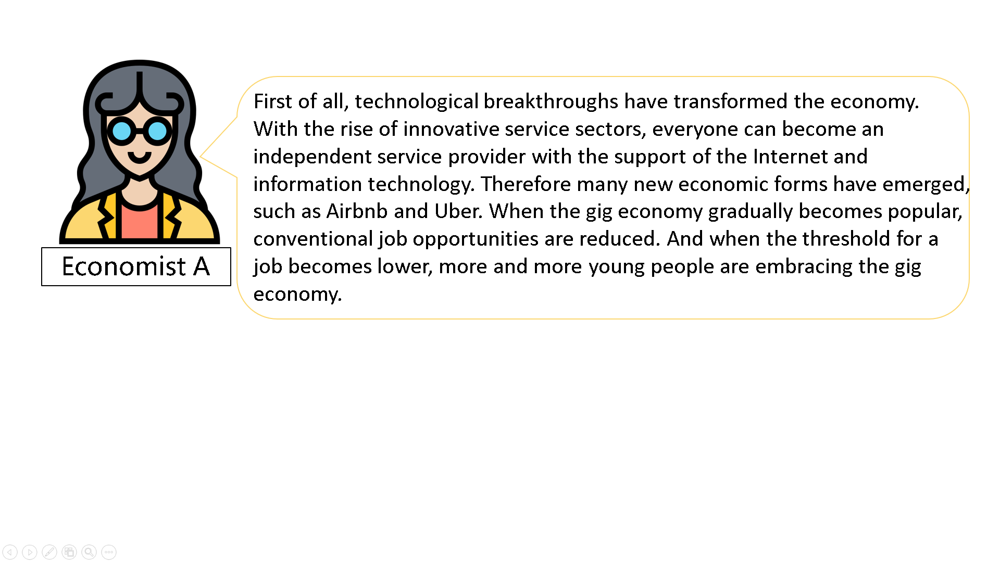 First of all, technological breakthroughs have transformed the economy.
With the rise of innovative service sectors, everyone can become an
independent service provider with the support of the Internet and
information technology. Therefore many new economic forms have emerged,
such as Airbnb and Uber. When the gig economy gradually becomes popular,
conventional job opportunities are reduced. And when the threshold for a
job becomes lower, more and more young people are embracing the gig
economy.
Economist A